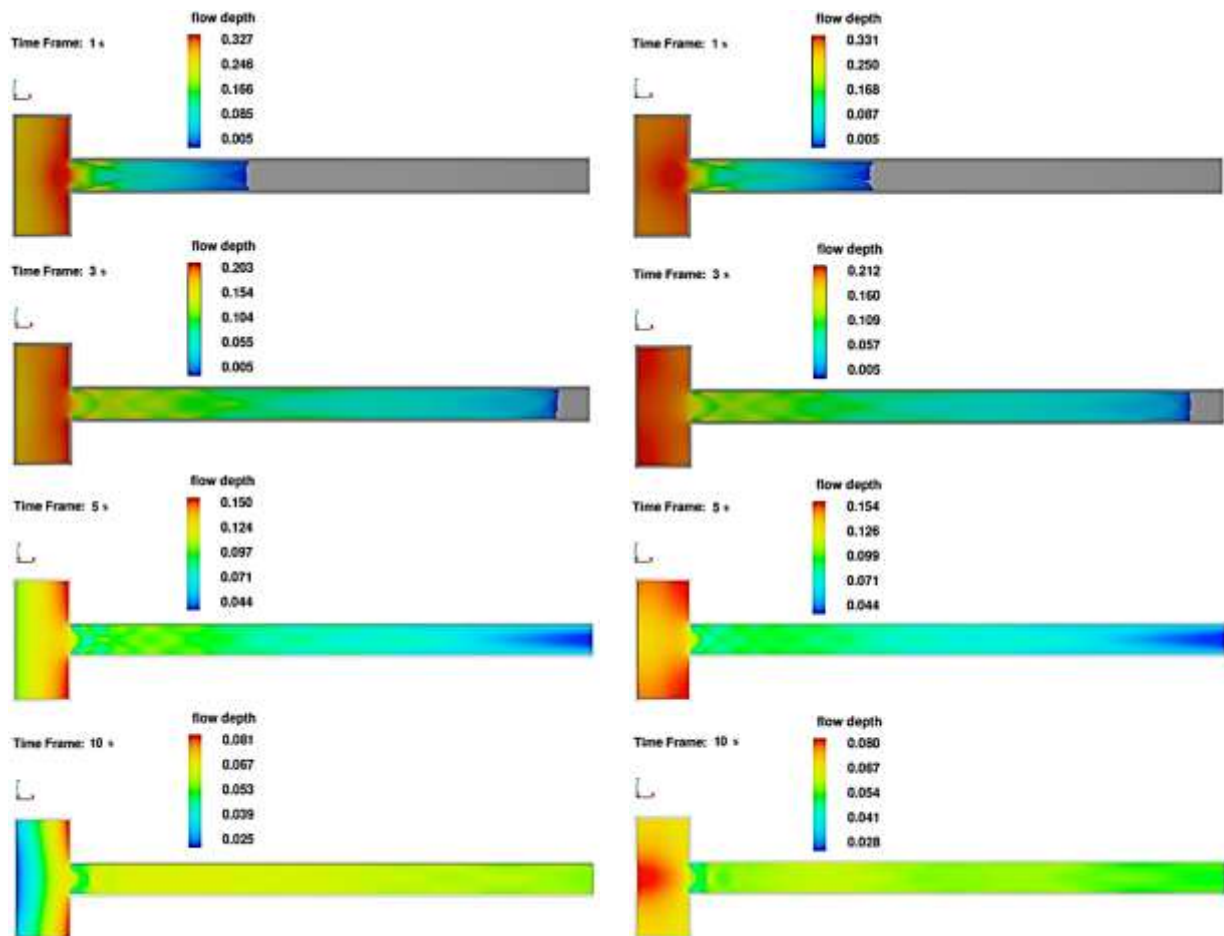 flow depth
Time Frame: 1 s
0.327
0.246
0.166
0.085
0.005
flow depth
Time Frame: 1 s
0.331
0.250
0.168
0.087
0.005
flow depth
Time Frame: 3 s
0.203
0.154
0.104
0.055
0.005
flow depth
Time Frame: 3 s
0.212
0.160
0.109
0.057
0.005
flow depth
Time Frame: 5 s
0.150
0.124
0.097
0.071
0.044
flow depth
Time Frame: 5 s
0.154
0.126
0.099
0.071
0.044
flow depth
Time Frame: 10 s
0.081
0.067
0.053
0.039
0.025
flow depth
Time Frame: 10 s
0.080
0.067
0.054
0.041
0.028